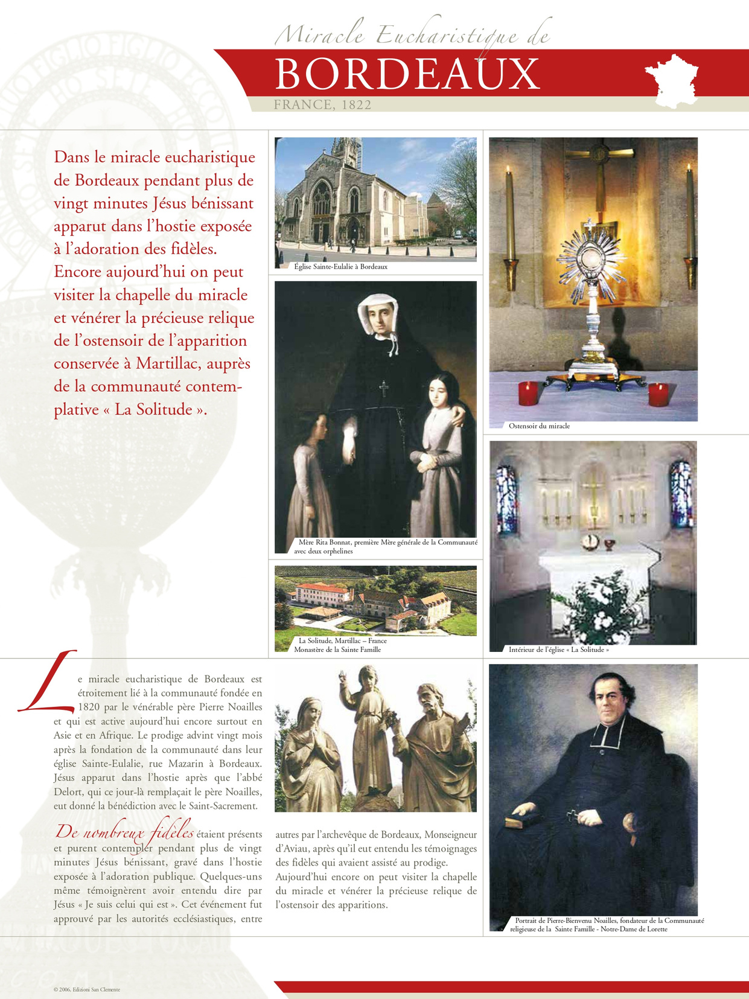 Miracle Eucharistique de
BORDEAUX
FRANCE, 1822
Dans le miracle eucharistique
de Bordeaux pendant plus de
vingt minutes Jésus bénissant
apparut dans l’hostie exposée
à l’adoration des fidèles.
Encore aujourd’hui on peut
visiter la chapelle du miracle
et vénérer la précieuse relique
de l’ostensoir de l’apparition
conservée à Martillac, auprès
de la communauté contem-
plative « La Solitude ».
Église Sainte-Eulalie à Bordeaux
Mère Rita Bonnat, première Mère générale de la Communauté
avec deux orphelines
La Solitude, Martillac – France
Monastère de la Sainte Famille
Ostensoir du miracle
Intérieur de l’église « La Solitude »
Le miracle eucharistique de Bordeaux est
étroitement lié à la communauté fondée en
1820 par le vénérable père Pierre Noailles
et qui est active aujourd’hui encore surtout en
Asie et en Afrique. Le prodige advint vingt mois
après la fondation de la communauté dans leur
église Sainte-Eulalie, rue Mazarin à Bordeaux.
Jésus apparut dans l’hostie après que l’abbé
Delort, qui ce jour-là remplaçait le père Noailles,
eut donné la bénédiction avec le Saint-Sacrement.
De nombreux fidèles étaient présents
et purent contempler pendant plus de vingt
minutes Jésus bénissant, gravé dans l’hostie
exposée à l’adoration publique. Quelques-uns
même témoignèrent avoir entendu dire par
Jésus « Je suis celui qui est ». Cet événement fut
approuvé par les autorités ecclésiastiques, entre
autres par l’archevêque de Bordeaux, Monseigneur
d’Aviau, après qu’il eut entendu les témoignages
des fidèles qui avaient assisté au prodige.
Aujourd’hui encore on peut visiter la chapelle
du miracle et vénérer la précieuse relique de
l’ostensoir des apparitions.
Portrait de Pierre-Bienvenu Noailles, fondateur de la Communauté
religieuse de la Sainte Famille - Notre-Dame de Lorette
© 2006. Edizioni San Clemente